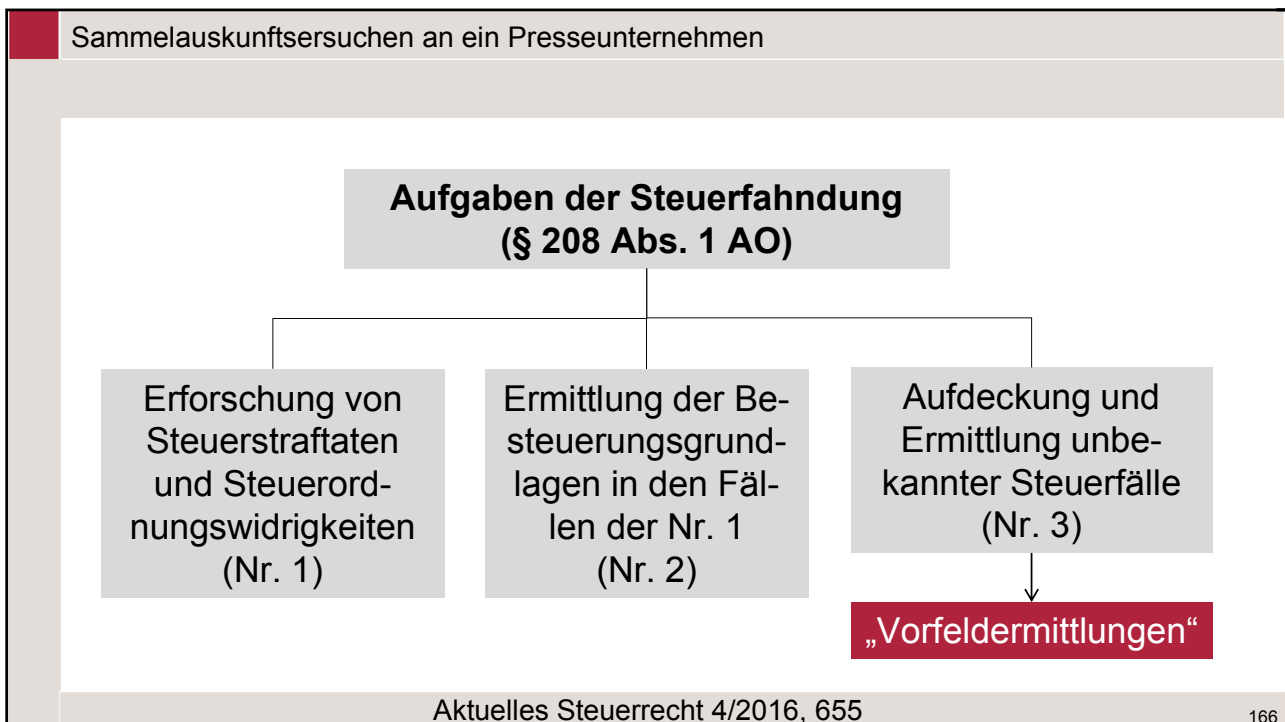 Sammelauskunftsersuchen an ein Presseunternehmen
Aufgaben der Steuerfahndung
(§ 208 Abs. 1 AO)
Erforschung von
Steuerstraftaten
und Steuerord-
nungswidrigkeiten
(Nr. 1)
Ermittlung der Be-
steuerungsgrund-
lagen in den Fäl-
len der Nr. 1
(Nr. 2)
Aufdeckung und
Ermittlung unbe-
kannter Steuerfälle
(Nr. 3)
„Vorfeldermittlungen“
Aktuelles Steuerrecht 4/2016, 655
166